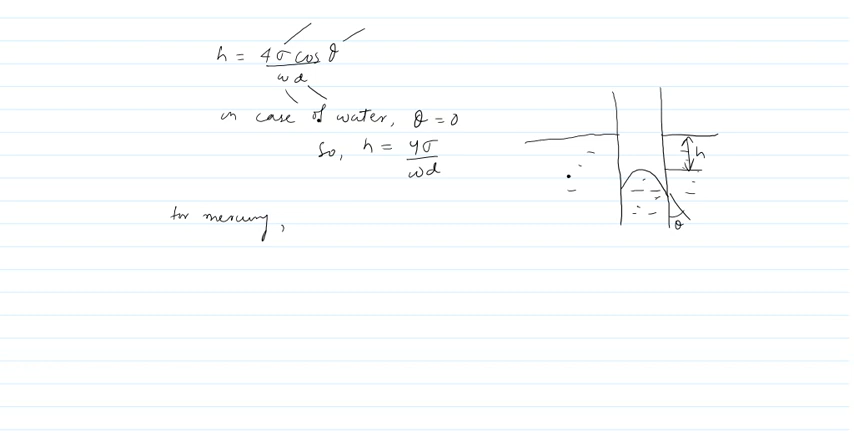 h = 4σ cos θ / wd
in case of water, θ = 0
So, h = 4σ / wd
for mercury,
h
θ